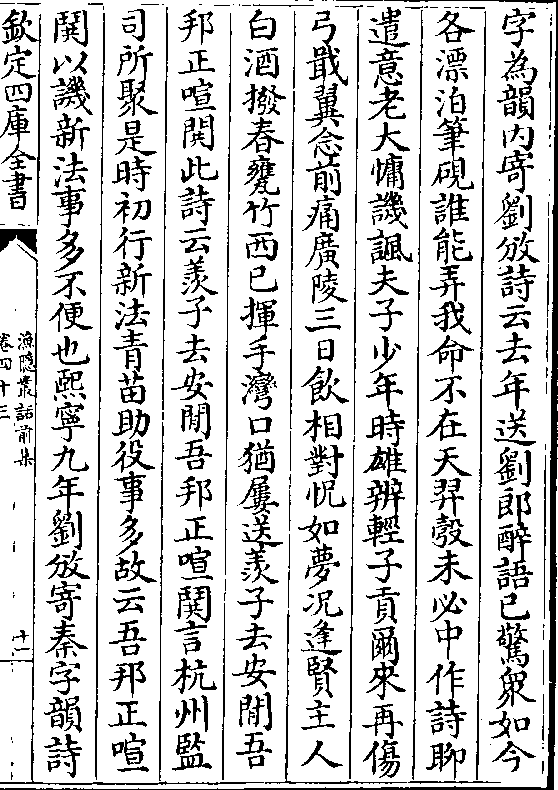 字為韻内寄劉攽詩云去年送劉郎醉語已驚衆如今
各漂泊筆硯誰能弄我命不在天羿彀未必中作詩聊
遣意老大慵譏諷夫子少年時雄辨輕子貢爾來再傷
弓戢翼念前痛廣陵三日飲相對怳如夢况逢賢主人
白酒撥春甕竹西已揮手灣口猶屢送羨子去安閒吾
邦正喧鬨此詩云羨子去安閒吾邦正喧鬨言杭州監
司所聚是時初行新法青苗助役事多故云吾邦正喧
鬨以譏新法事多不便也熙寧九年劉攽寄秦字韻詩
欽定四庫全書
漁隱叢話前集
卷四十三
十一